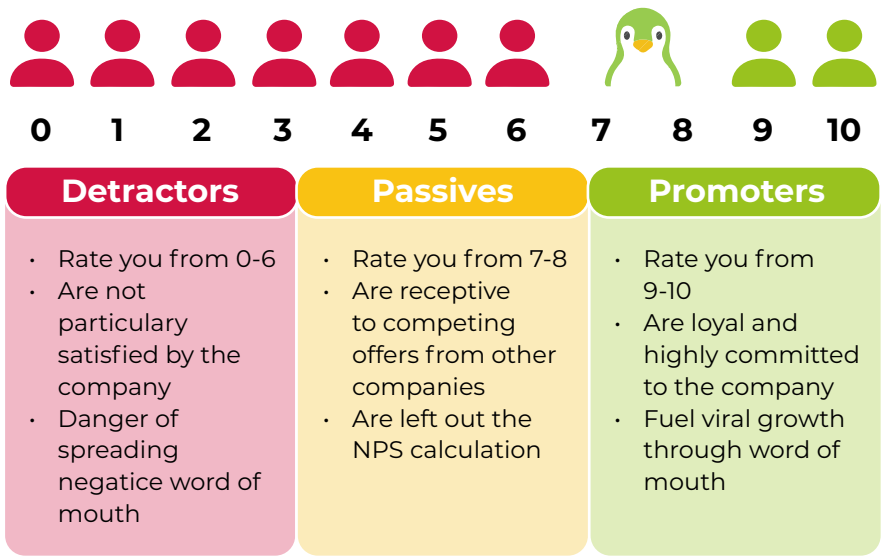 0 1 2 3 4 5 6 7 8 9 10
Detractors
• Rate you from 0-6
• Are not
particulary
satisfied by the
company
• Danger of
spreading
negatice word of
mouth
Passives
• Rate you from 7-8
• Are receptive
to competing
offers from other
companies
• Are left out the
NPS calculation
Promoters
• Rate you from
9-10
• Are loyal and
highly committed
to the company
• Fuel viral growth
through word of
mouth